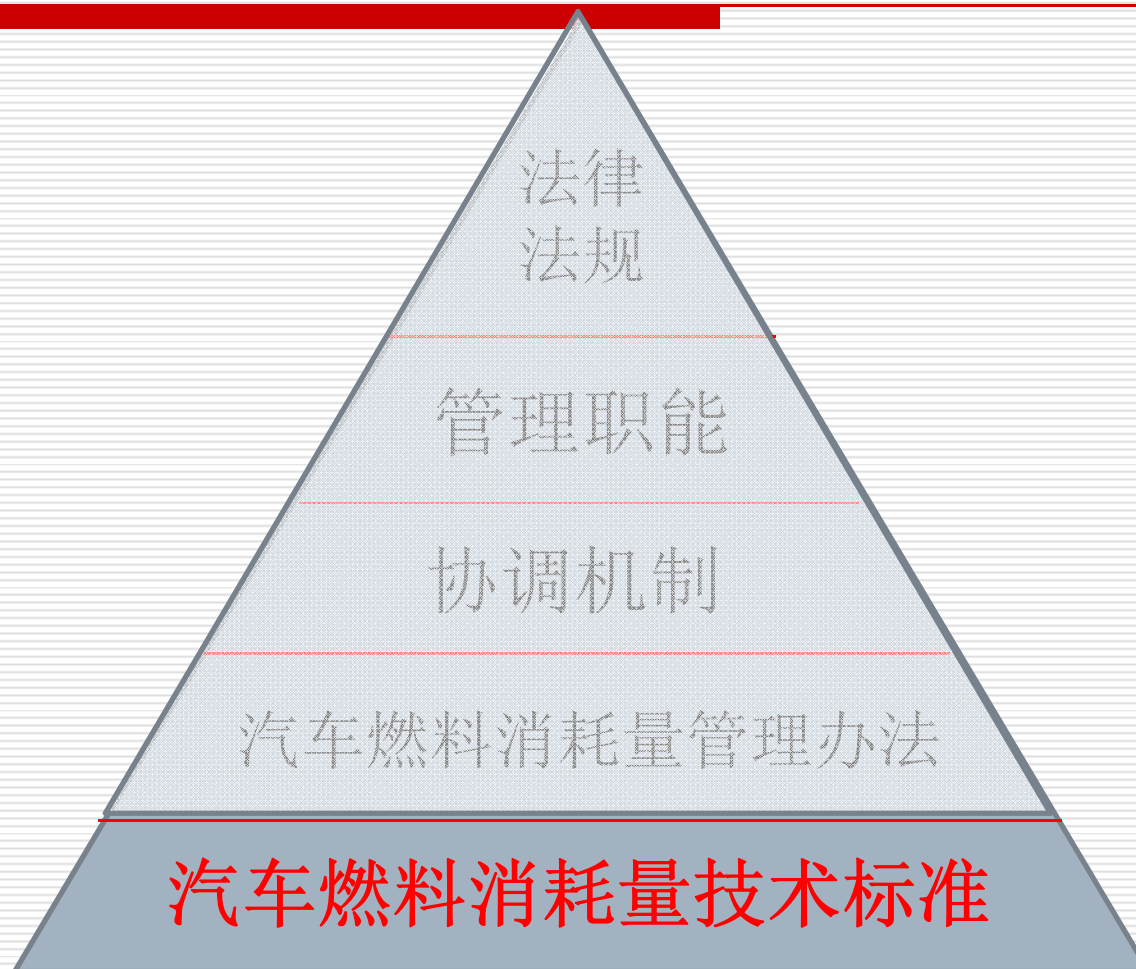 法律
法规
管理职能
协调机制
汽车燃料消耗量管理办法
汽车燃料消耗量技术标准